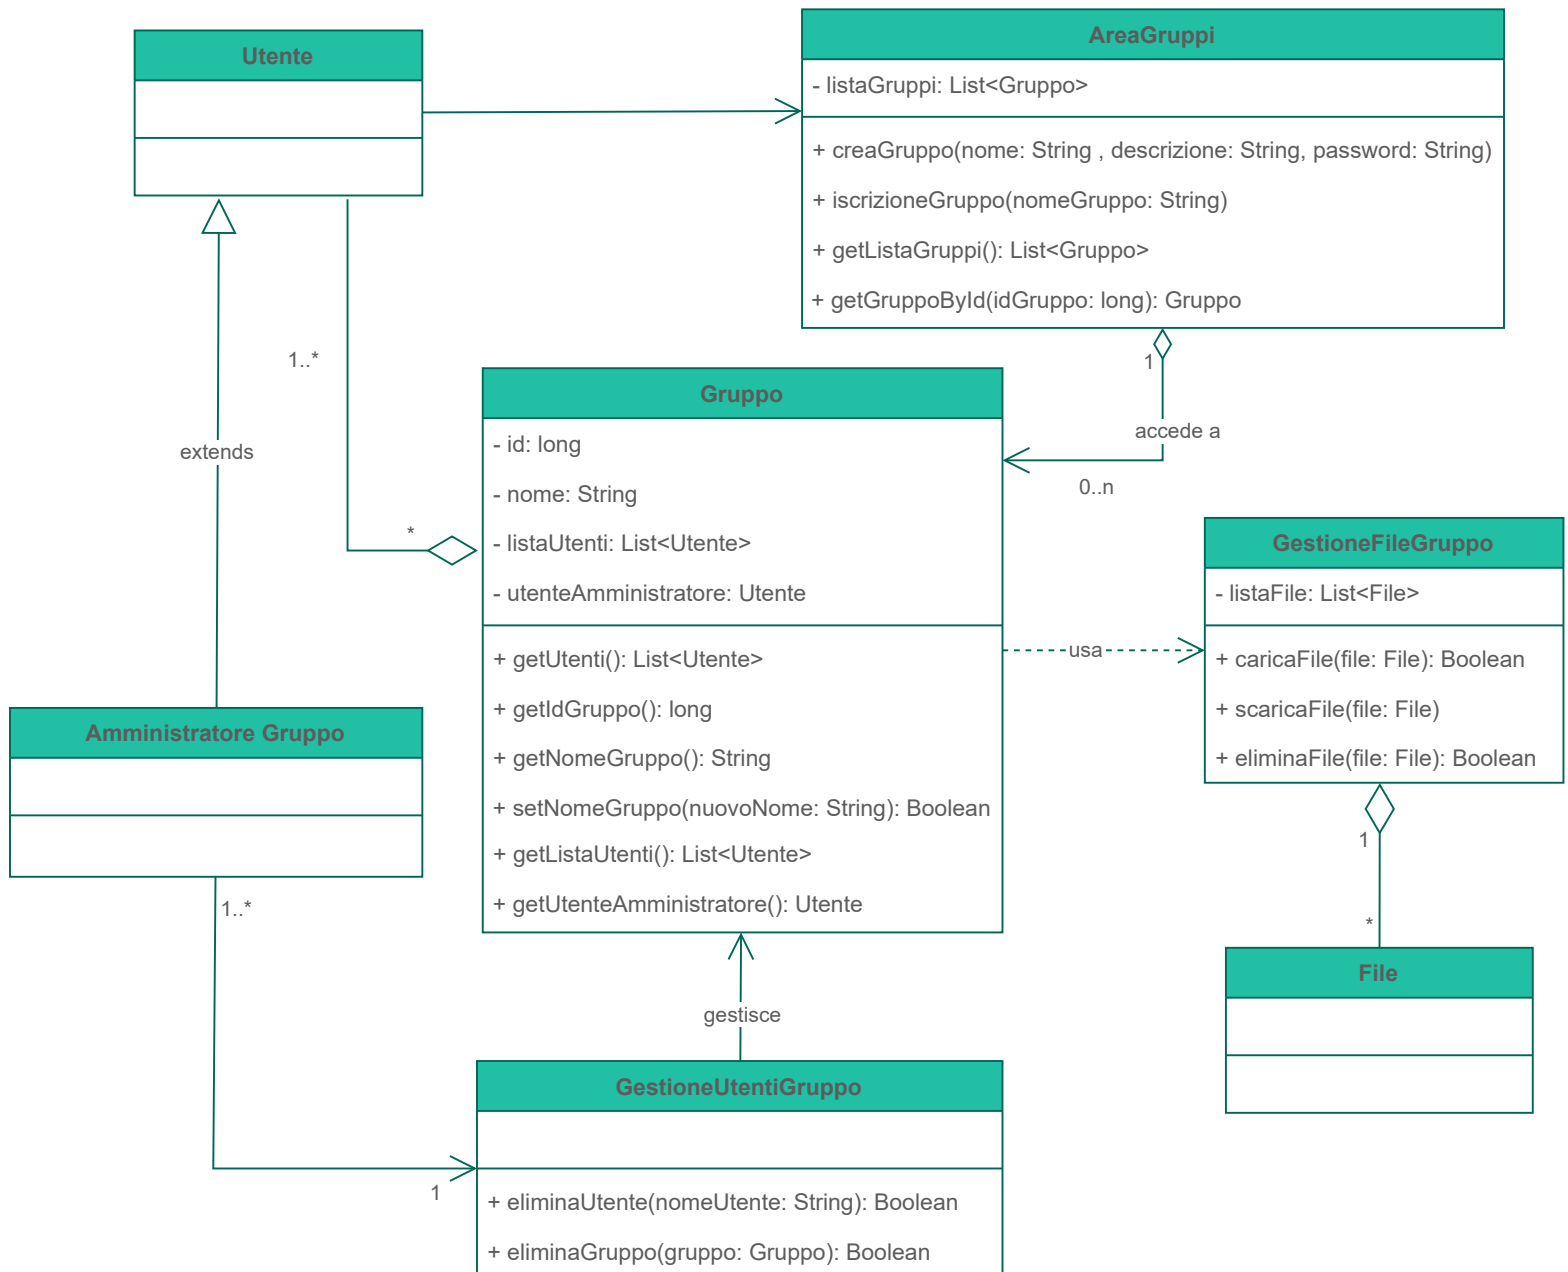 Utente
AreaGruppi
- listaGruppi: List<Gruppo>
+ creaGruppo(nome: String , descrizione: String, password: String)
+ iscrizioneGruppo(nomeGruppo: String)
+ getListaGruppi(): List<Gruppo>
+ getGruppoById(idGruppo: long): Gruppo
1
accede a
0..n
1..*
*
extends
Gruppo
- id: long
- nome: String
- listaUtenti: List<Utente>
- utenteAmministratore: Utente
+ getUtenti(): List<Utente>
+ getIdGruppo(): long
+ getNomeGruppo(): String
+ setNomeGruppo(nuovoNome: String): Boolean
+ getListaUtenti(): List<Utente>
+ getUtenteAmministratore(): Utente
usa
GestioneFileGruppo
- listaFile: List<File>
+ caricaFile(file: File): Boolean
+ scaricaFile(file: File)
+ eliminaFile(file: File): Boolean
1
*
File
Amministratore Gruppo
1..*
1
gestisce
GestioneUtentiGruppo
+ eliminaUtente(nomeUtente: String): Boolean
+ eliminaGruppo(gruppo: Gruppo): Boolean